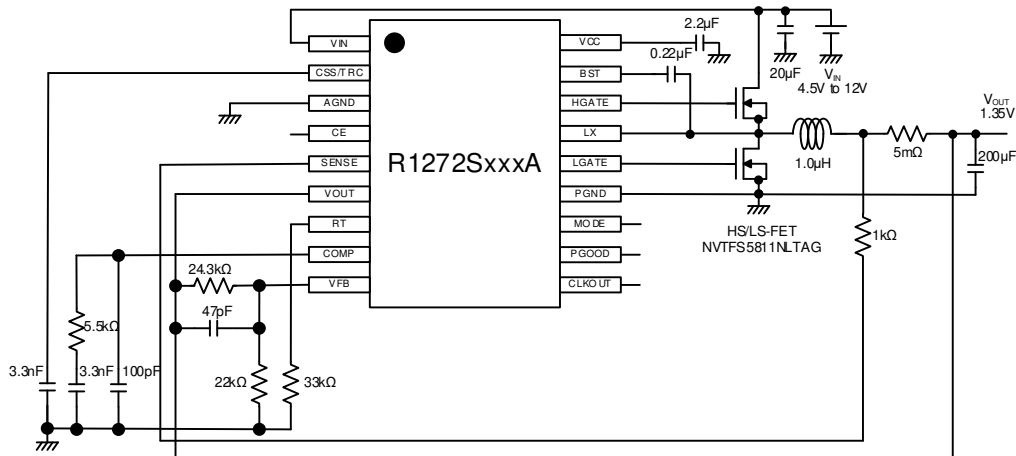 R1272SxxxA
VIN
CSS/TRC
AGND
CE
SENSE
VOUT
RT
COMP
VFB
VCC
BST
HGATE
LX
LGATE
PGND
MODE
PGOOD
CLKOUT
2.2µF
0.22µF
20µF
VIN
4.5V to 12V
VOUT
1.35V
1.0µH
5mΩ
200µF
HS/LS-FET
NVTFS5811NLTAG
1kΩ
24.3kΩ
47pF
5.5kΩ
3.3nF
3.3nF
100pF
22kΩ
33kΩ